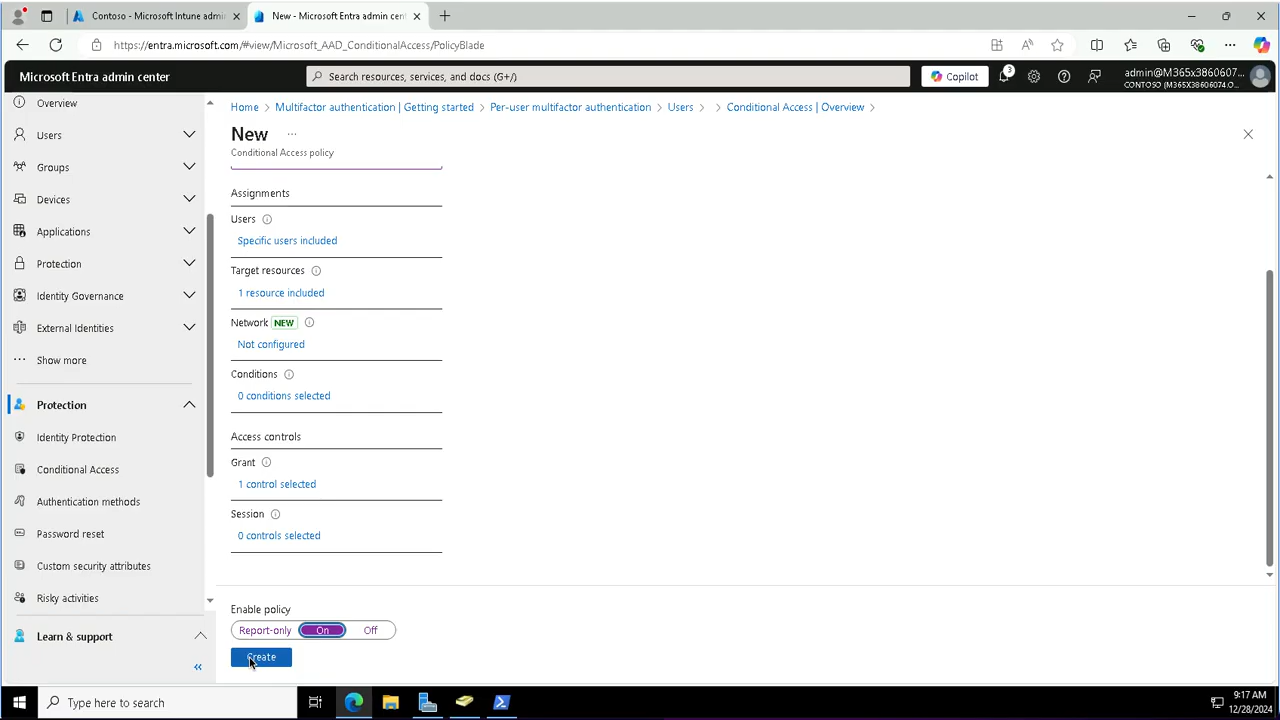 Contoso - Microsoft Intune admi
New - Microsoft Entra admin cen
https://entra.microsoft.com/#view/Microsoft_AAD_ConditionalAccess/PolicyBlade
Microsoft Entra admin center
Search resources, services, and docs (G+/)
Copilot
3
admin@M365x3860607...
CONTOSO (M365X38606074.O...
Home > Multifactor authentication | Getting started > Per-user multifactor authentication > Users > > Conditional Access | Overview >
New ...
Conditional Access policy
Overview
Users
Groups
Devices
Applications
Protection
Identity Governance
External Identities
Show more
Protection
Identity Protection
Conditional Access
Authentication methods
Password reset
Custom security attributes
Risky activities
Learn & support
Assignments
Users
Specific users included
Target resources
1 resource included
Network NEW
Not configured
Conditions
0 conditions selected
Access controls
Grant
1 control selected
Session
0 controls selected
Enable policy
Report-only On Off
Create
Type here to search
9:17 AM
12/28/2024